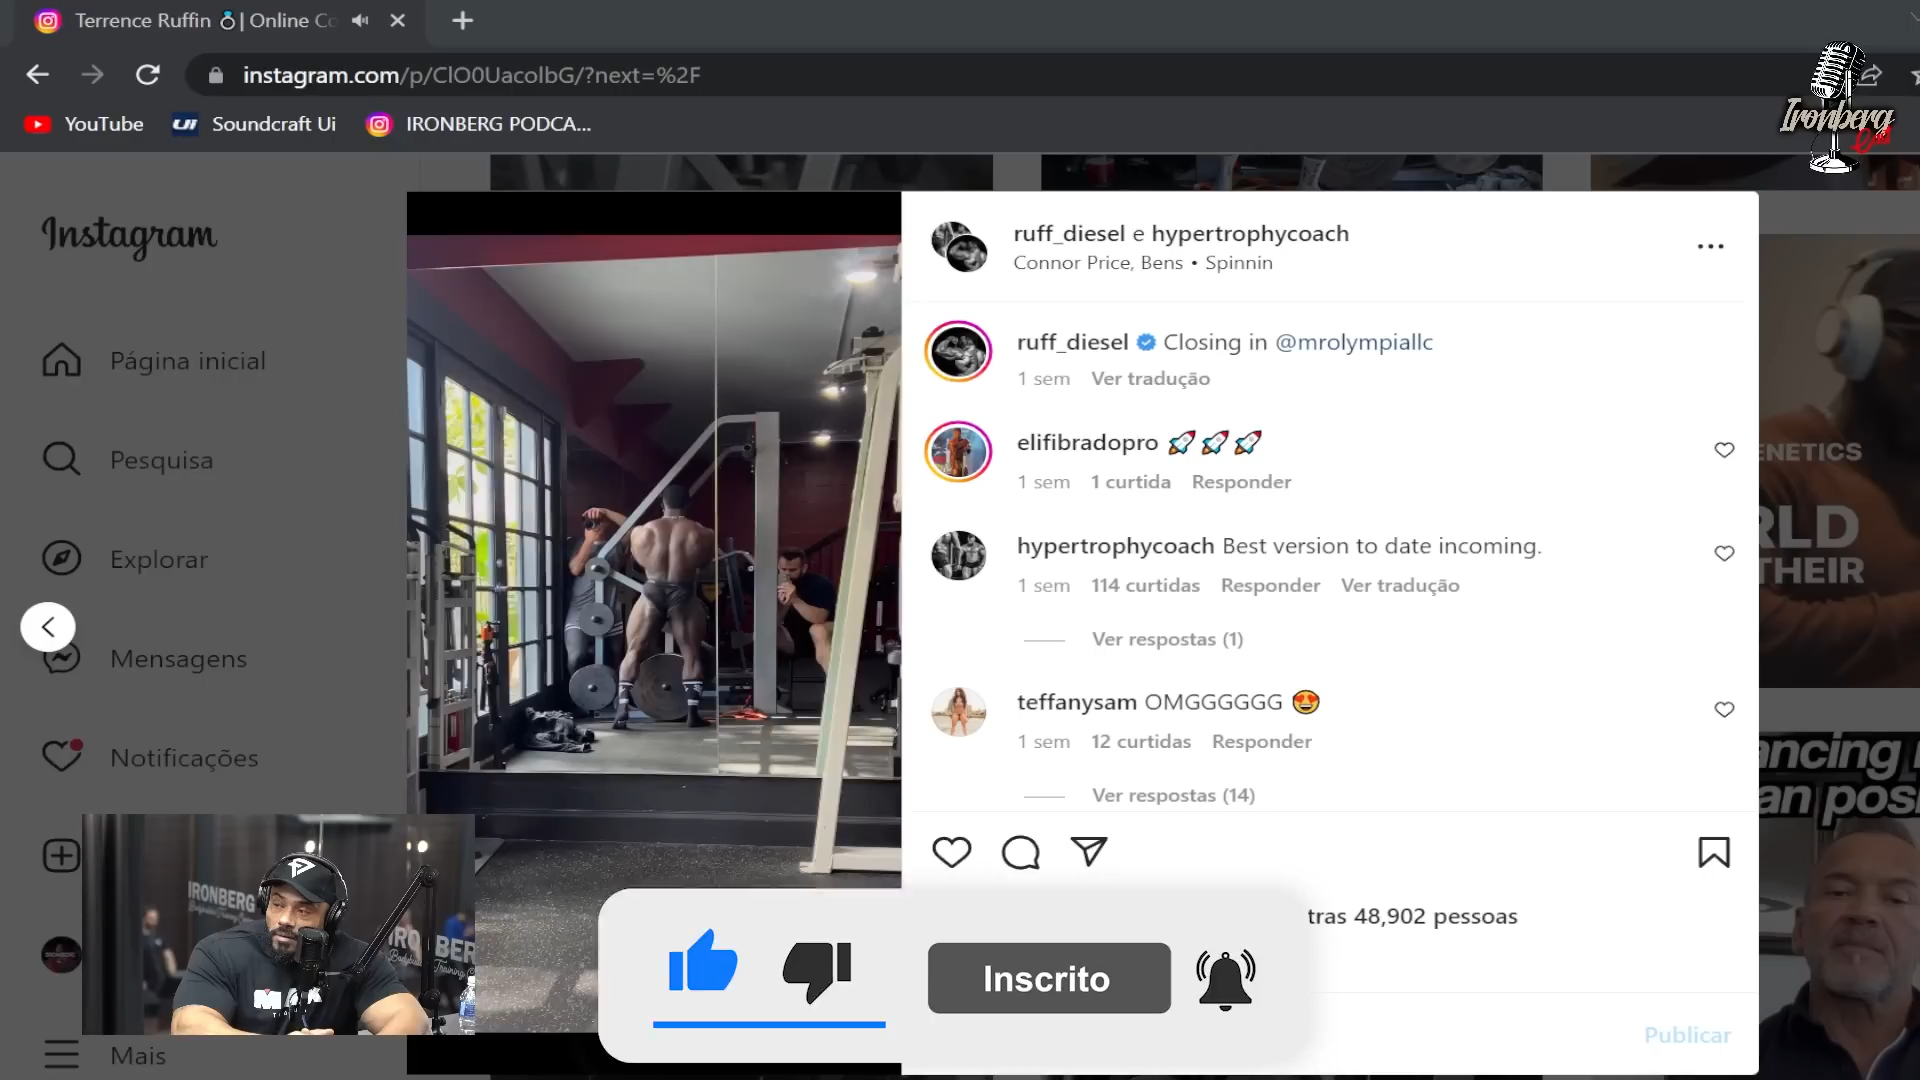 Terrence Ruffin | Online Co
instagram.com/p/ClO0UacolbG/?next=%2F
YouTube
Soundcraft Ui
IRONBERG PODCA...
Ironberg
Cast
Instagram
Página inicial
Pesquisa
Explorar
Mensagens
Notificações
Mais
ruff_diesel e hypertrophycoach
Connor Price, Bens • Spinnin
ruff_diesel Closing in @mrolympiallc
1 sem Ver tradução
elifibradopro 🚀🚀🚀
1 sem 1 curtida Responder
hypertrophycoach Best version to date incoming.
1 sem 114 curtidas Responder Ver tradução
Ver respostas (1)
teffanysam OMGGGGGG 😍
1 sem 12 curtidas Responder
Ver respostas (14)
tras 48,902 pessoas
Publicar
Inscrito
ENETICS
RLD
THEIR
ancing
an pos
IRONBERG